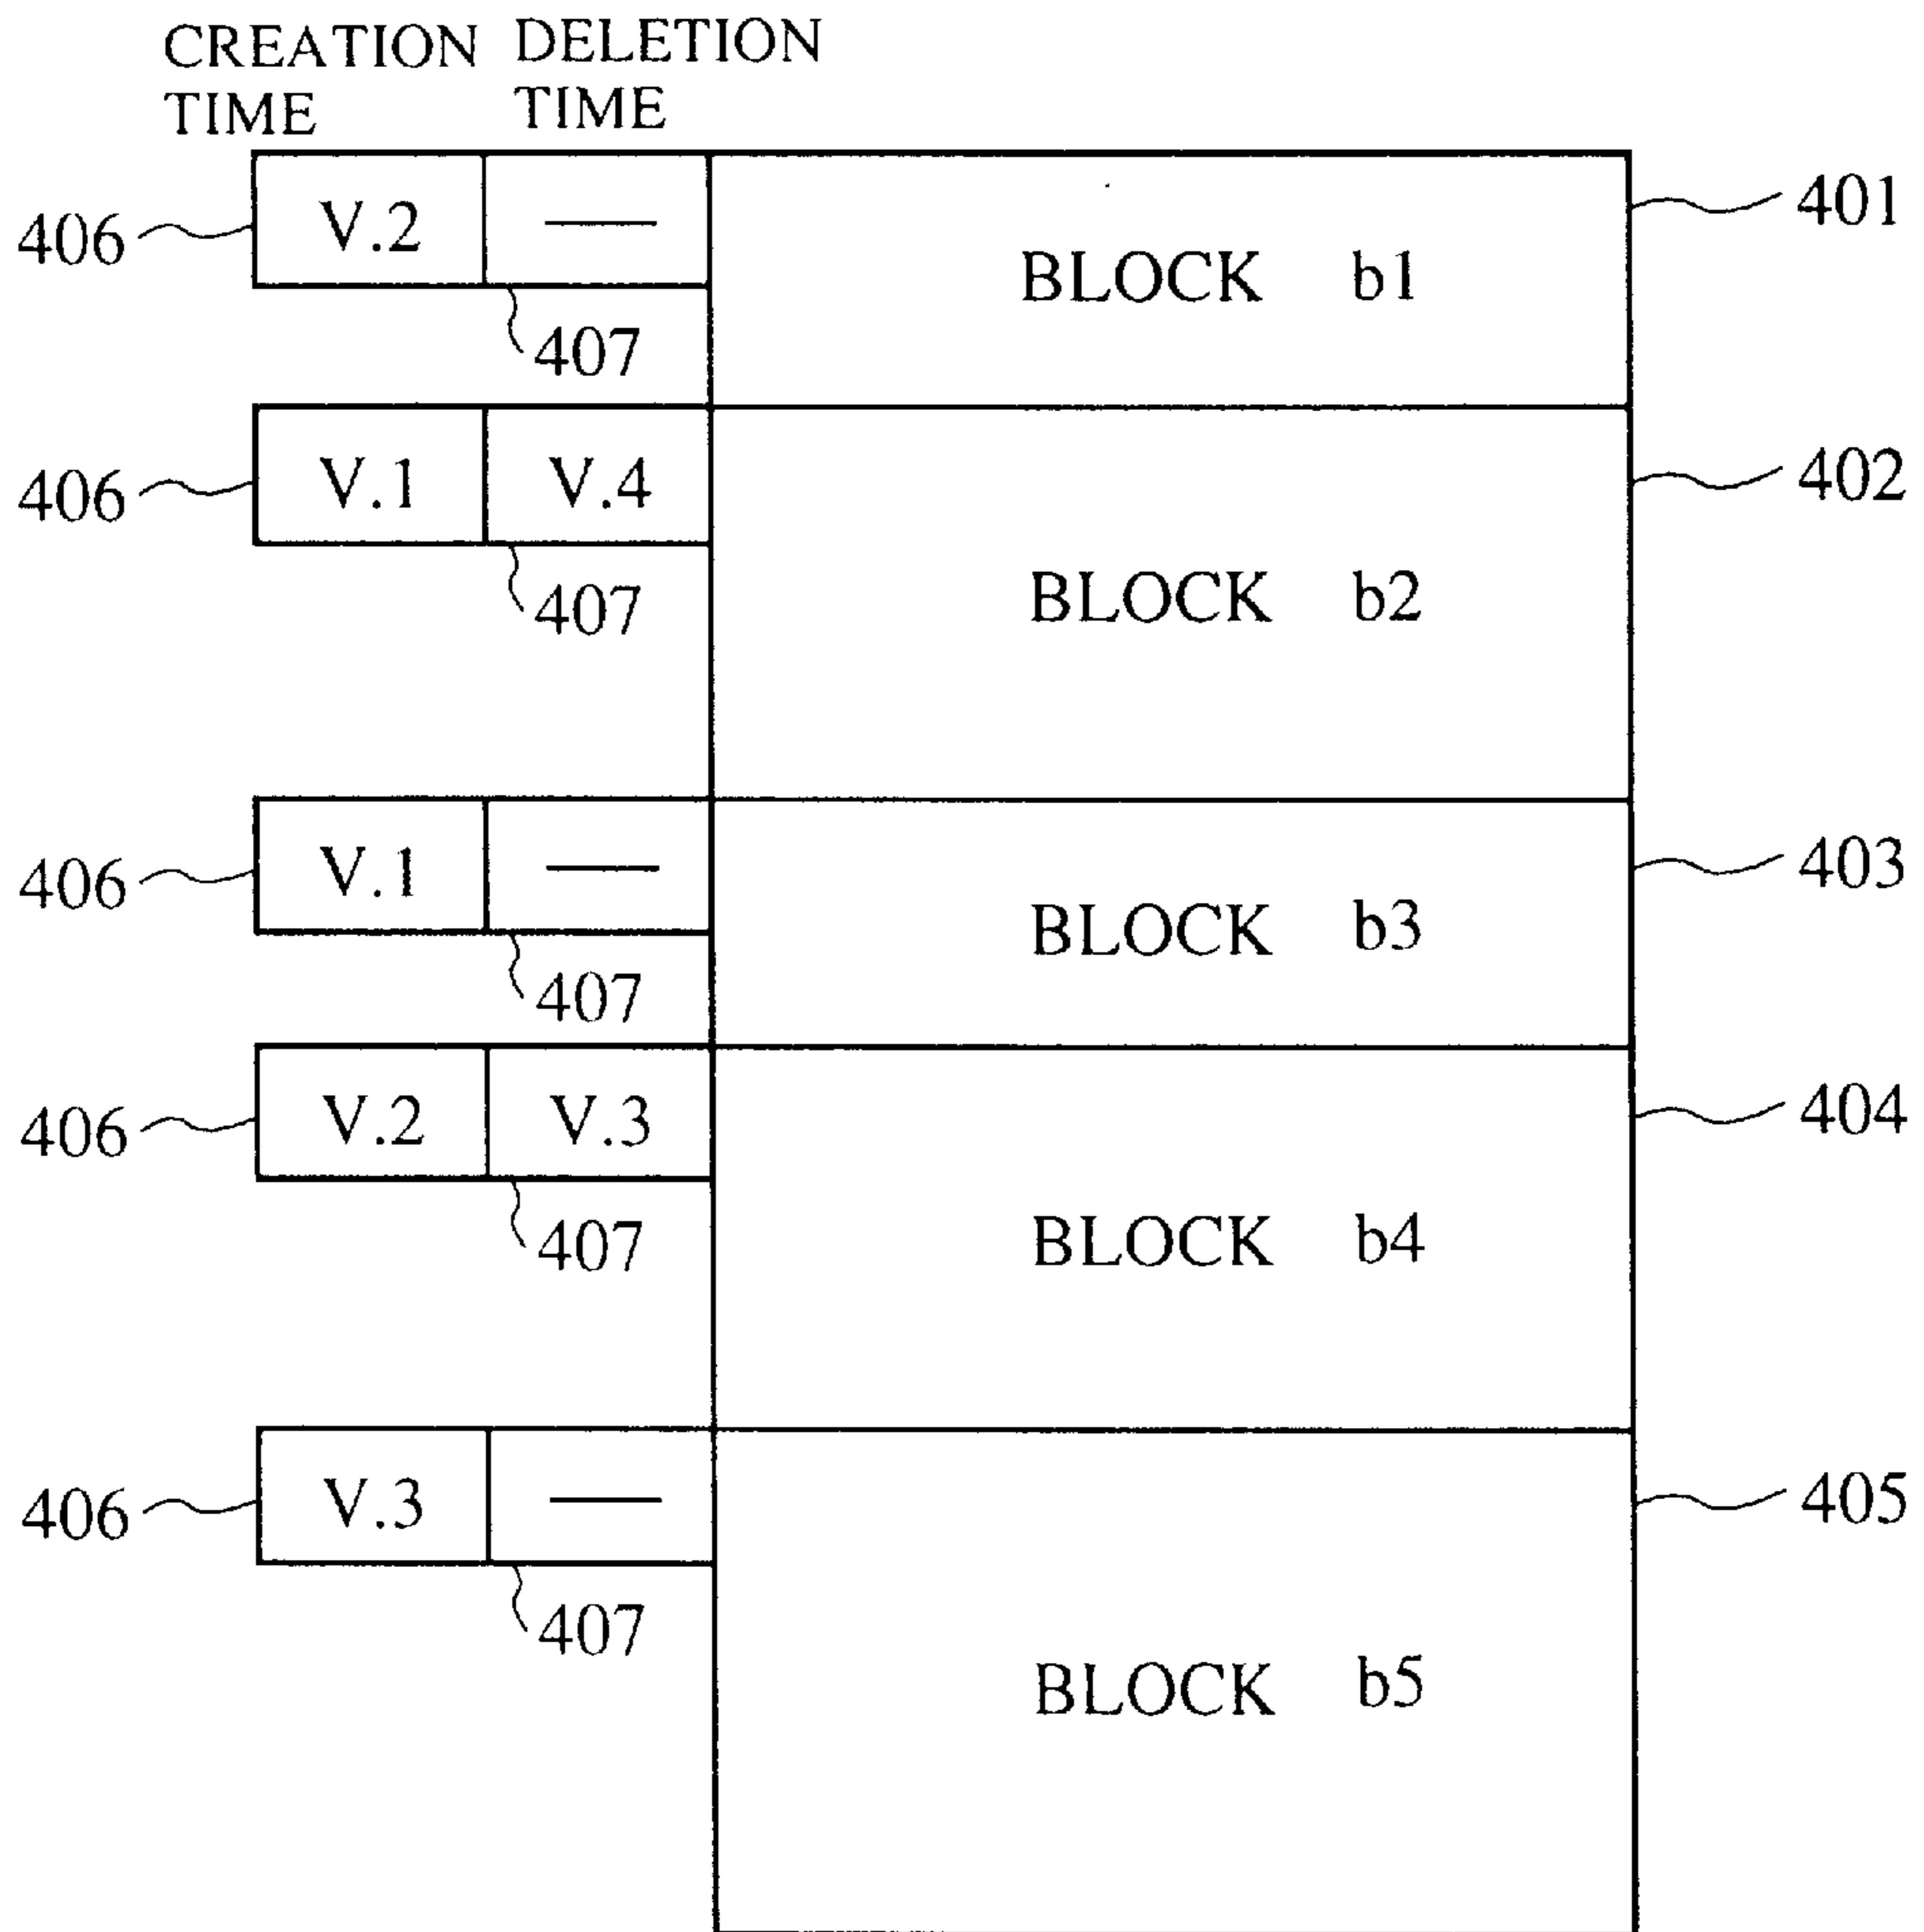 CREATION TIME
DELETION TIME
406 V.2 — BLOCK b1 401
407
406 V.1 V.4 BLOCK b2 402
407
406 V.1 — BLOCK b3 403
407
406 V.2 V.3 BLOCK b4 404
407
406 V.3 — BLOCK b5 405
407